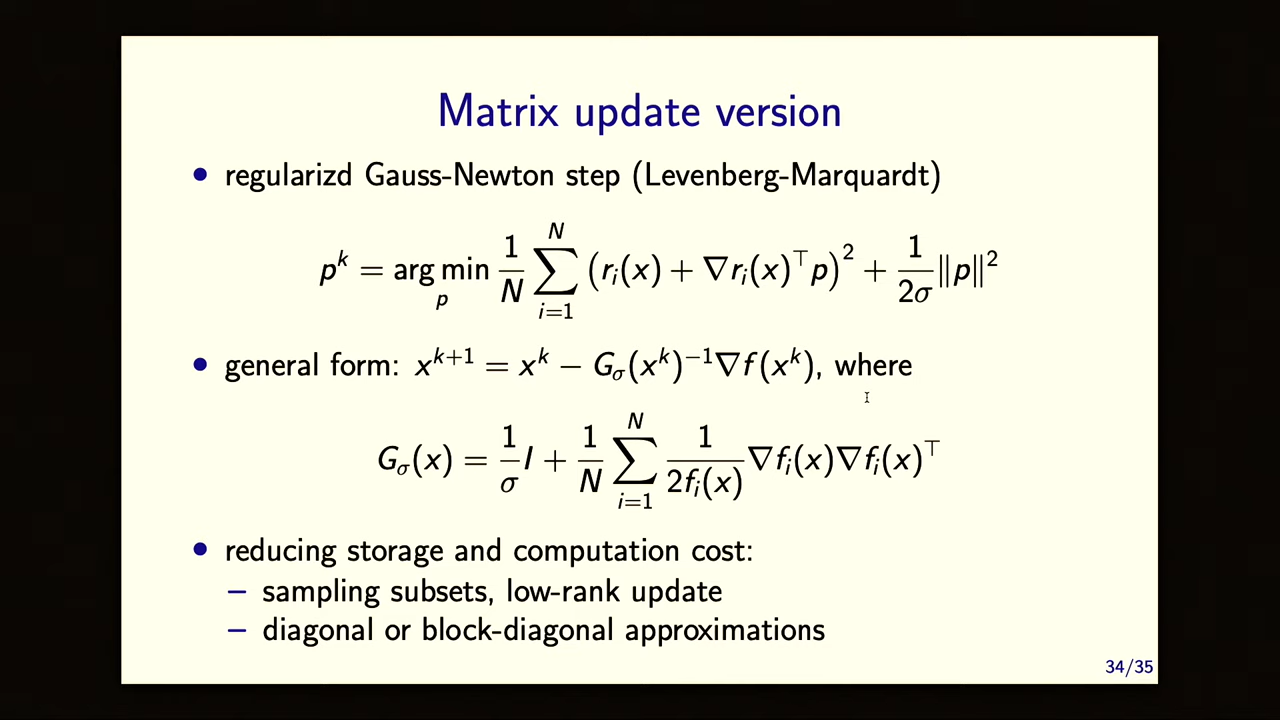 Matrix update version
• regularizd Gauss-Newton step (Levenberg-Marquardt)
p^k = arg min_p 1/N ∑_{i=1}^N (r_i(x) + ∇r_i(x)^⊤ p)^2 + 1/(2σ) ‖p‖^2
• general form: x^{k+1} = x^k − G_σ(x^k)^{−1}∇f(x^k), where
G_σ(x) = 1/σ I + 1/N ∑_{i=1}^N 1/(2f_i(x)) ∇f_i(x)∇f_i(x)^⊤
• reducing storage and computation cost:
– sampling subsets, low-rank update
– diagonal or block-diagonal approximations
34/35